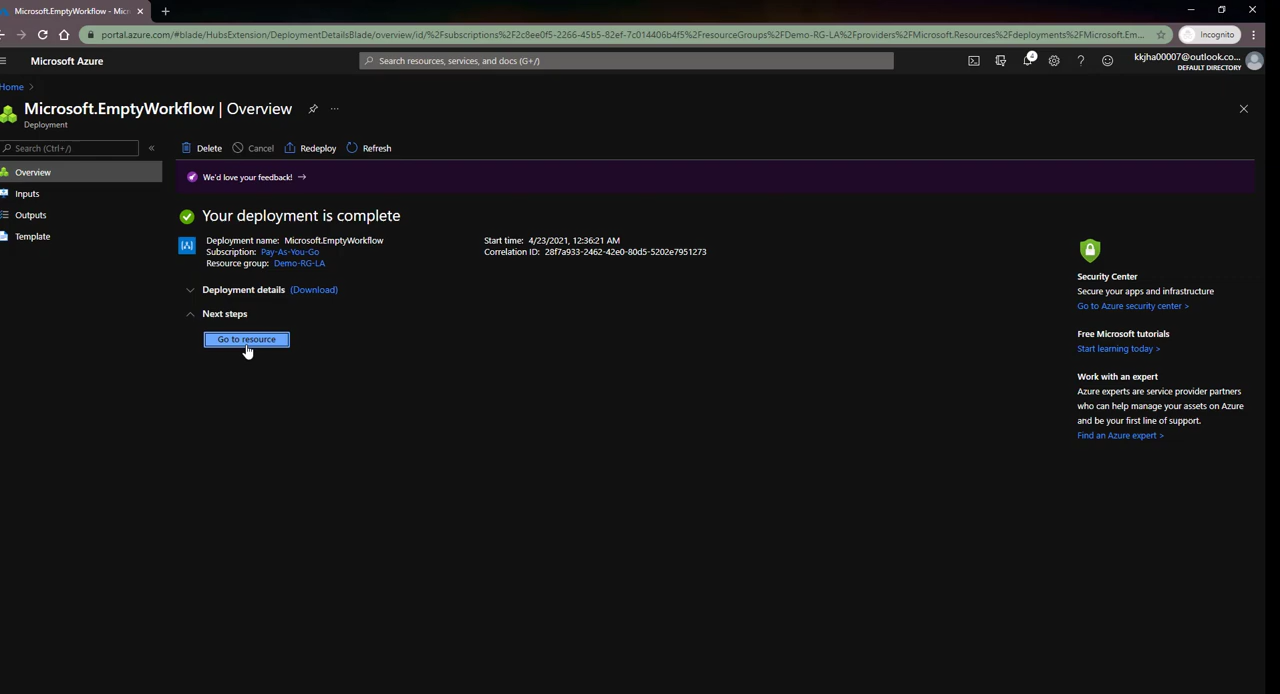 Microsoft.EmptyWorkflow - Micr
portal.azure.com/#blade/HubsExtension/DeploymentDetailsBlade/overview/id/%2Fsubscriptions%2F2c8ee0f5-2266-45b5-82ef-7c014406b4f5%2FresourceGroups%2FDemo-RG-LA%2Fproviders%2FMicrosoft.Resources%2Fdeployments%2FMicrosoft.Em...
Incognito
Microsoft Azure
Search resources, services, and docs (G+/)
4
kkjha00007@outlook.co...
DEFAULT DIRECTORY
Home
Microsoft.EmptyWorkflow | Overview
Deployment
Search (Ctrl+/)
Delete Cancel Redeploy Refresh
Overview
Inputs
Outputs
Template
We'd love your feedback! →
Your deployment is complete
Deployment name: Microsoft.EmptyWorkflow
Subscription: Pay-As-You-Go
Resource group: Demo-RG-LA
Start time: 4/23/2021, 12:36:21 AM
Correlation ID: 28f7a933-2462-42e0-80d5-5202e7951273
Deployment details (Download)
Next steps
Go to resource
Security Center
Secure your apps and infrastructure
Go to Azure security center >
Free Microsoft tutorials
Start learning today >
Work with an expert
Azure experts are service provider partners
who can help manage your assets on Azure
and be your first line of support.
Find an Azure expert >